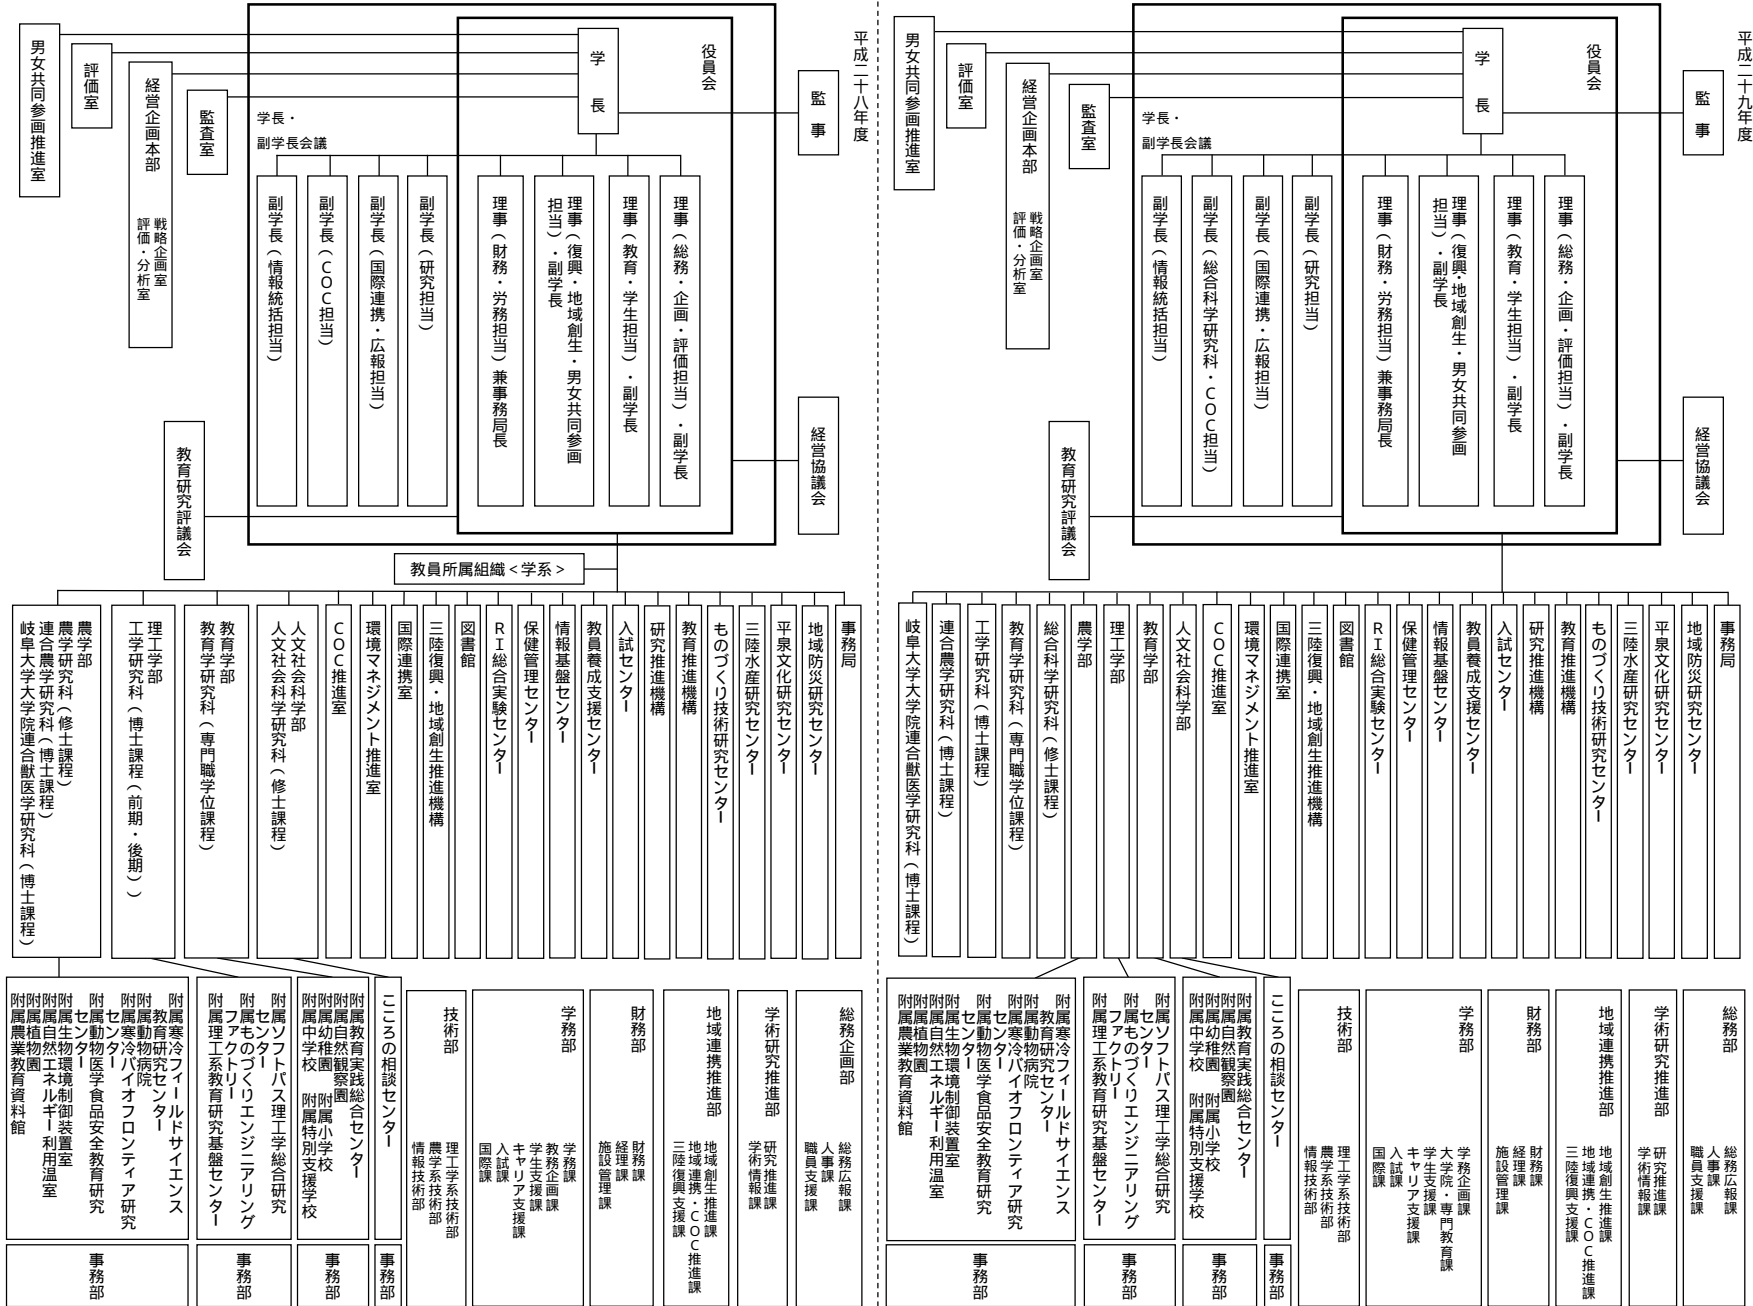 平成二十八年度
監事
役員会
学長
学長・
副学長会議
監査室
経営企画本部
戦略企画室
評価・分析室
評価室
男女共同参画推進室
理事(総務・企画・評価担当)・副学長
理事(教育・学生担当)・副学長
理事(復興・地域創生・男女共同参画
担当)・副学長
理事(財務・労務担当)兼事務局長
副学長(研究担当)
副学長(国際連携・広報担当)
副学長(COC担当)
副学長(情報統括担当)
経営協議会
教育研究評議会
教員所属組織<学系>
事務局
地域防災研究センター
平泉文化研究センター
三陸水産研究センター
ものづくり技術研究センター
教育推進機構
研究推進機構
入試センター
教員養成支援センター
情報基盤センター
保健管理センター
RI総合実験センター
図書館
三陸復興・地域創生推進機構
国際連携室
環境マネジメント推進室
COC推進室
人文社会科学部
人文社会科学研究科(修士課程)
教育学部
教育学研究科(専門職学位課程)
理工学部
工学研究科(博士課程(前期・後期))
農学部
農学研究科(修士課程)
連合農学研究科(博士課程)
岐阜大学大学院連合獣医学研究科(博士課程)
総務企画部
総務広報課
人事課
職員支援課
学術研究推進部
研究推進課
学術情報課
地域連携推進部
地域創生推進課
地域連携・COC推進課
三陸復興支援課
財務部
財務課
経理課
施設管理課
学務部
学務課
教務企画課
学生支援課
キャリア支援課
入試課
国際課
技術部
理工学系技術部
農学系技術部
情報技術部
こころの相談センター
事務部
附属教育実践総合センター
附属自然観察園
附属幼稚園 附属小学校
附属中学校 附属特別支援学校
事務部
附属ソフトパス理工学総合研究
センター
附属ものづくりエンジニアリング
ファクトリー
附属理工系教育研究基盤センター
事務部
附属寒冷フィールドサイエンス
教育研究センター
附属動物病院
附属寒冷バイオフロンティア研究
センター
附属動物医学食品安全教育研究
センター
附属生物環境制御装置室
附属自然エネルギー利用温室
附属植物園
附属農業教育資料館
事務部
平成二十九年度
監事
役員会
学長
学長・
副学長会議
監査室
経営企画本部
戦略企画室
評価・分析室
評価室
男女共同参画推進室
理事(総務・企画・評価担当)・副学長
理事(教育・学生担当)・副学長
理事(復興・地域創生・男女共同参画
担当)・副学長
理事(財務・労務担当)兼事務局長
副学長(研究担当)
副学長(国際連携・広報担当)
副学長(総合科学研究科・COC担当)
副学長(情報統括担当)
経営協議会
教育研究評議会
事務局
地域防災研究センター
平泉文化研究センター
三陸水産研究センター
ものづくり技術研究センター
教育推進機構
研究推進機構
入試センター
教員養成支援センター
情報基盤センター
保健管理センター
RI総合実験センター
図書館
三陸復興・地域創生推進機構
国際連携室
環境マネジメント推進室
COC推進室
人文社会科学部
教育学部
理工学部
農学部
総合科学研究科(修士課程)
教育学研究科(専門職学位課程)
工学研究科(博士課程)
連合農学研究科(博士課程)
岐阜大学大学院連合獣医学研究科(博士課程)
総務部
総務広報課
人事課
職員支援課
学術研究推進部
研究推進課
学術情報課
地域連携推進部
地域創生推進課
地域連携・COC推進課
三陸復興支援課
財務部
財務課
経理課
施設管理課
学務部
学務企画課
大学院・専門教育課
学生支援課
キャリア支援課
入試課
国際課
技術部
理工学系技術部
農学系技術部
情報技術部
こころの相談センター
事務部
附属教育実践総合センター
附属自然観察園
附属幼稚園 附属小学校
附属中学校 附属特別支援学校
事務部
附属ソフトパス理工学総合研究
センター
附属ものづくりエンジニアリング
ファクトリー
附属理工系教育研究基盤センター
事務部
附属寒冷フィールドサイエンス
教育研究センター
附属動物病院
附属寒冷バイオフロンティア研究
センター
附属動物医学食品安全教育研究
センター
附属生物環境制御装置室
附属自然エネルギー利用温室
附属植物園
附属農業教育資料館
事務部